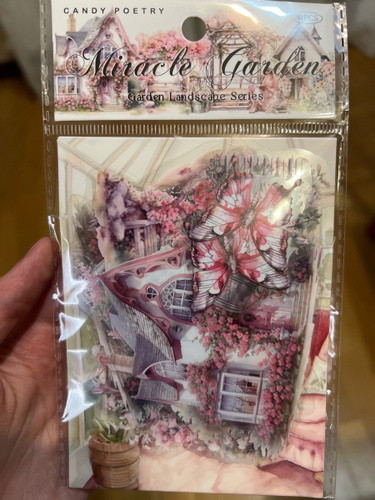 CANDY POETRY
Miracle Garden
Garden Landscape Series